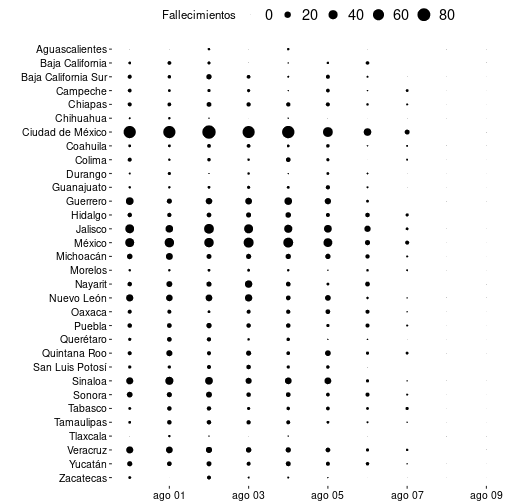 Fallecimientos 0 20 40 60 80
Aguascalientes
Baja California
Baja California Sur
Campeche
Chiapas
Chihuahua
Ciudad de México
Coahuila
Colima
Durango
Guanajuato
Guerrero
Hidalgo
Jalisco
México
Michoacán
Morelos
Nayarit
Nuevo León
Oaxaca
Puebla
Querétaro
Quintana Roo
San Luis Potosí
Sinaloa
Sonora
Tabasco
Tamaulipas
Tlaxcala
Veracruz
Yucatán
Zacatecas
ago 01 ago 03 ago 05 ago 07 ago 09